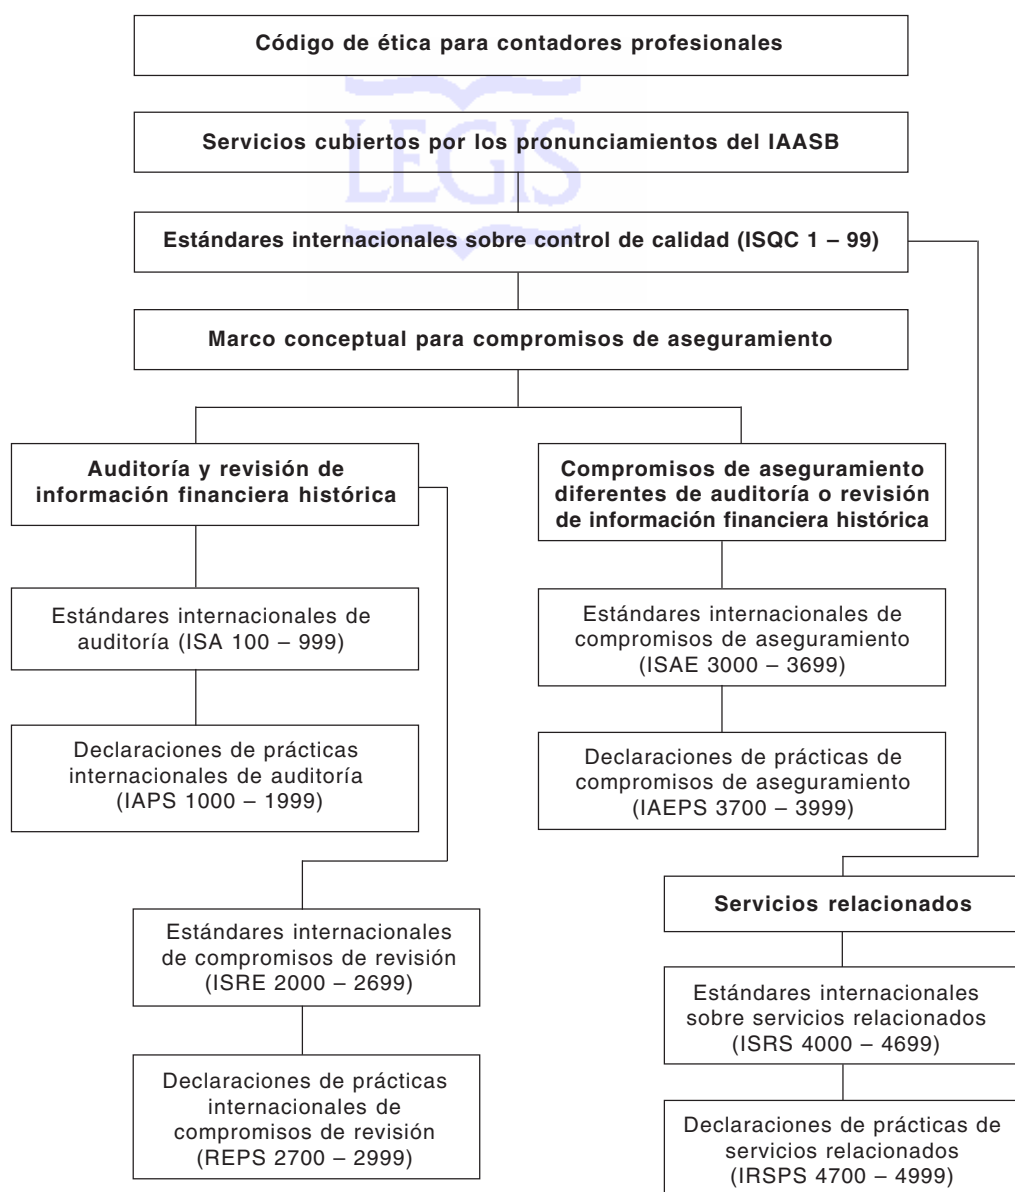 Código de ética para contadores profesionales
LEGIS
Servicios cubiertos por los pronunciamientos del IAASB
Estándares internacionales sobre control de calidad (ISQC 1 – 99)
Marco conceptual para compromisos de aseguramiento
Auditoría y revisión de
información financiera histórica
Compromisos de aseguramiento
diferentes de auditoría o revisión
de información financiera histórica
Estándares internacionales de
auditoría (ISA 100 – 999)
Estándares internacionales de
compromisos de aseguramiento
(ISAE 3000 – 3699)
Declaraciones de prácticas
internacionales de auditoría
(IAPS 1000 – 1999)
Declaraciones de prácticas de
compromisos de aseguramiento
(IAEPS 3700 – 3999)
Estándares internacionales
de compromisos de revisión
(ISRE 2000 – 2699)
Servicios relacionados
Estándares internacionales
sobre servicios relacionados
(ISRS 4000 – 4699)
Declaraciones de prácticas
internacionales de
compromisos de revisión
(REPS 2700 – 2999)
Declaraciones de prácticas de
servicios relacionados
(IRSPS 4700 – 4999)